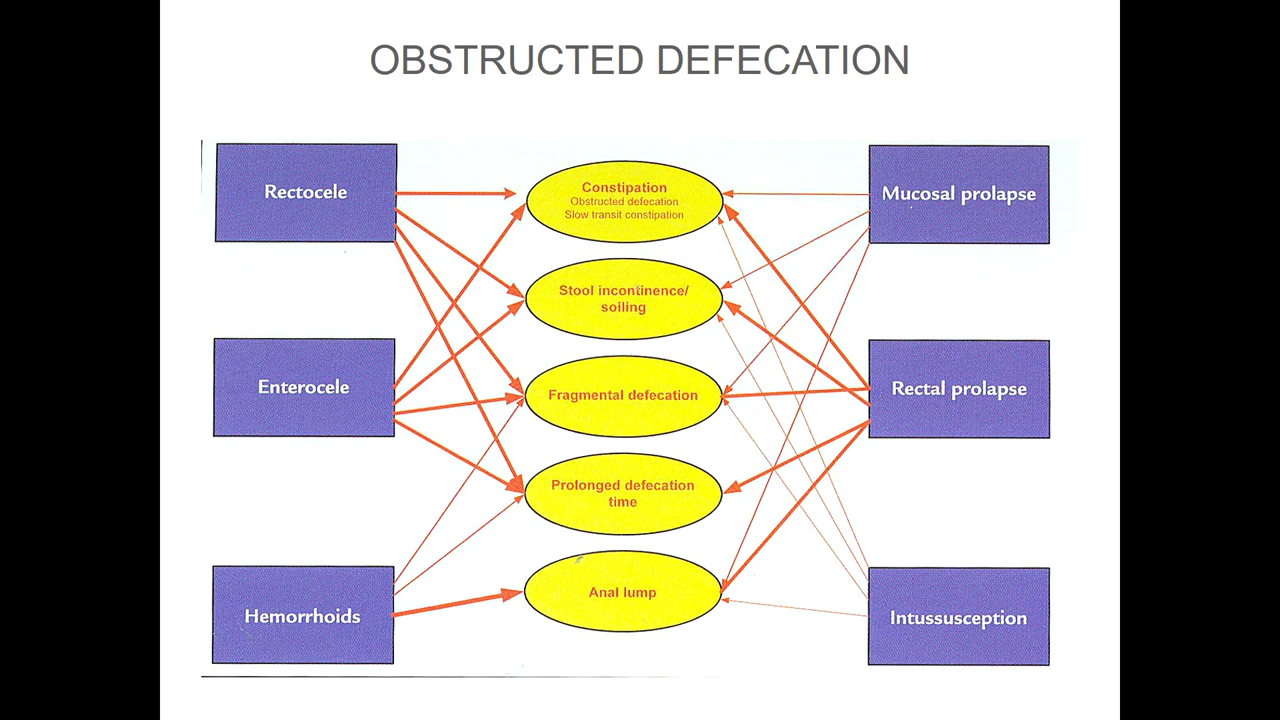 OBSTRUCTED DEFECATION
Rectocele
Enterocele
Hemorrhoids
Constipation
Obstructed defecation
Slow transit constipation
Stool incontinence/
soiling
Fragmental defecation
Prolonged defecation
time
Anal lump
Mucosal prolapse
Rectal prolapse
Intussusception